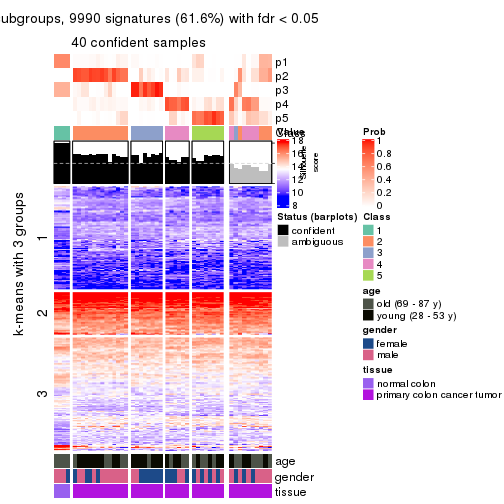 ubgroups, 9990 signatures (61.6%) with fdr < 0.05
40 confident samples
p1
p2
p3
p4
p5
Class
Value
18
16
14
12
10
8
Silhouette
score
Prob
1
0.8
0.6
0.4
0.2
0
Status (barplots)
confident
ambiguous
Class
1
2
3
4
5
age
old (69 - 87 y)
young (28 - 53 y)
gender
female
male
tissue
normal colon
primary colon cancer tumor
k-means with 3 groups
1
2
3
age
gender
tissue